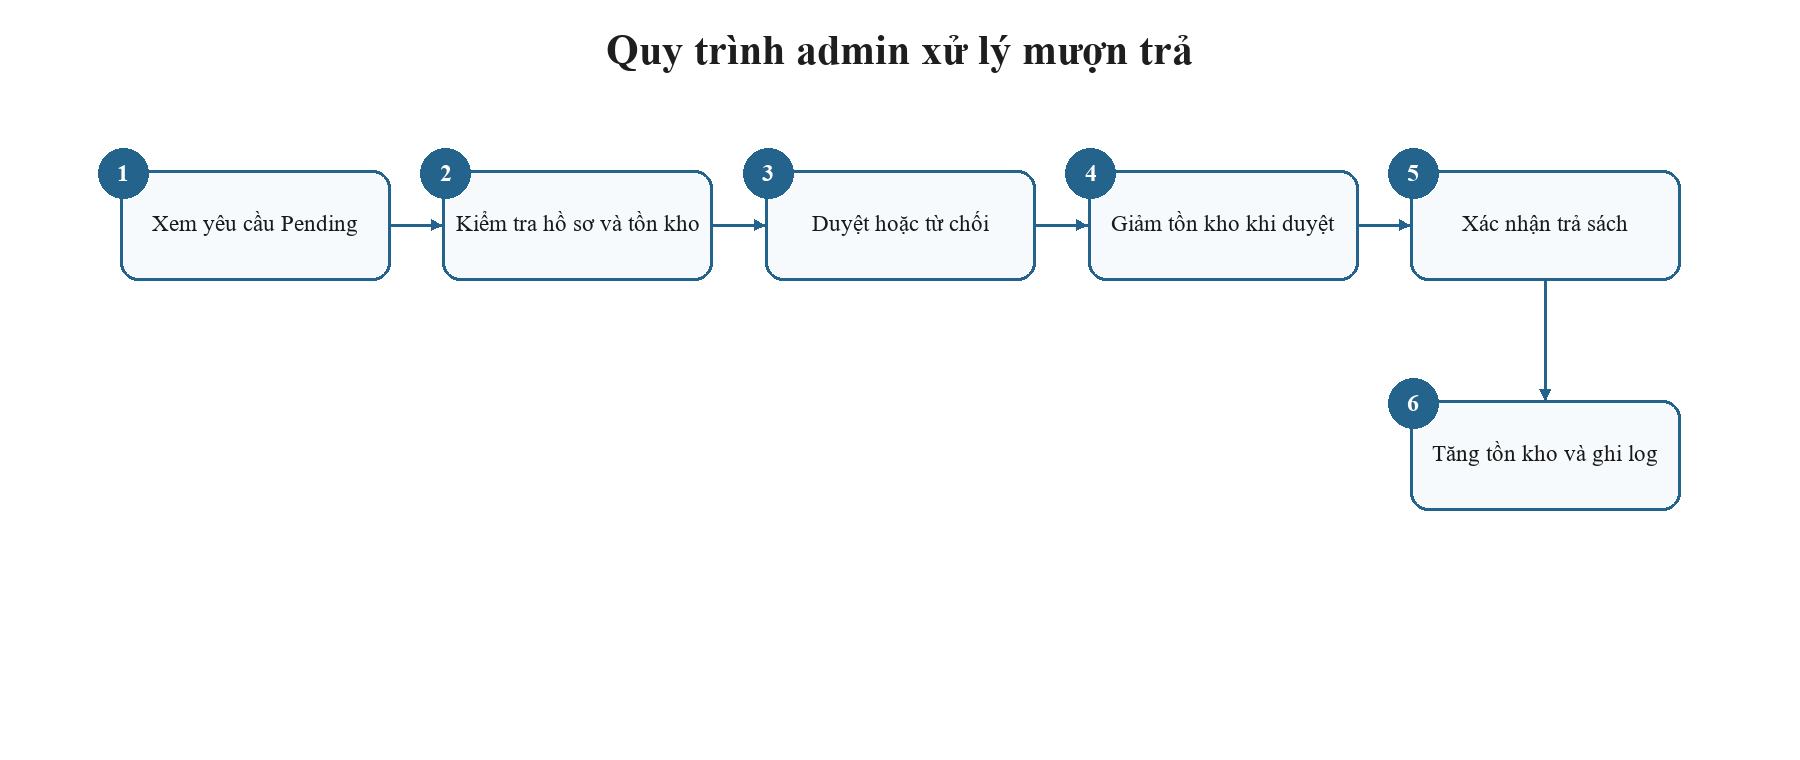 Quy trình admin xử lý mượn trả
1
Xem yêu cầu Pending
2
Kiểm tra hồ sơ và tồn kho
3
Duyệt hoặc từ chối
4
Giảm tồn kho khi duyệt
5
Xác nhận trả sách
6
Tăng tồn kho và ghi log